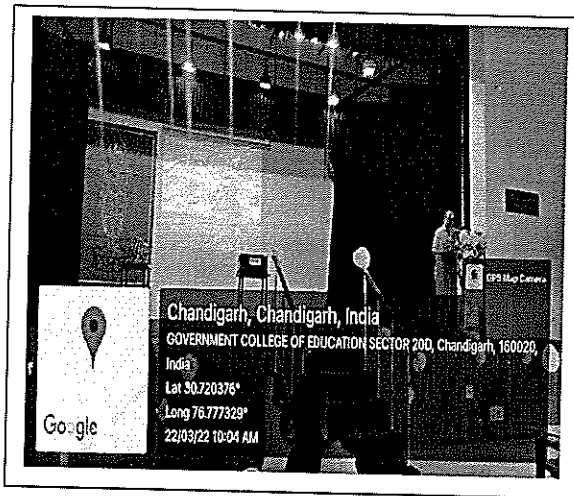 GPS Map Camera
Chandigarh, Chandigarh, India
GOVERNMENT COLLEGE OF EDUCATION SECTOR 20D, Chandigarh, 160020,
India
Lat 30.720376°
Long 76.777329°
22/03/22 10:04 AM
Google